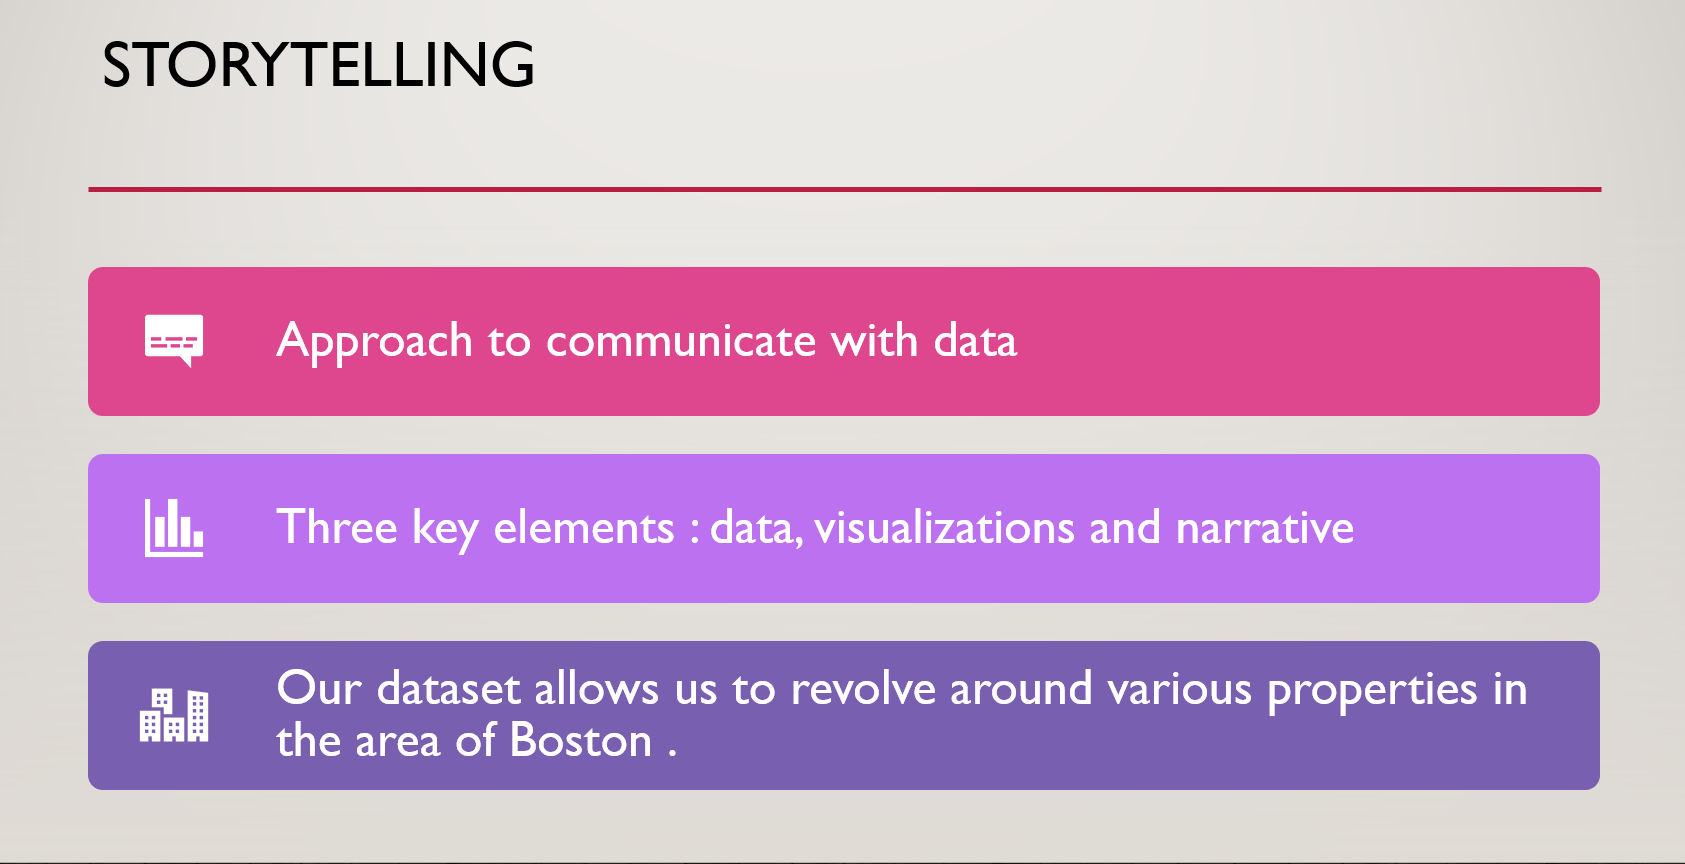 STORYTELLING
Approach to communicate with data
Three key elements : data, visualizations and narrative
Our dataset allows us to revolve around various properties in
the area of Boston .